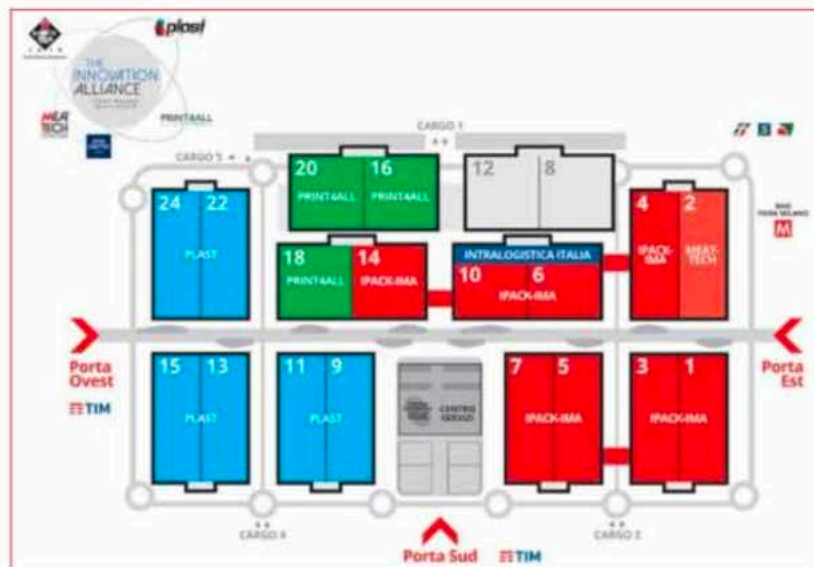 plast
THE
INNOVATION
ALLIANCE
MEAT
TECH
PRINT4ALL
CARGO 1
CARGO 5
20
16
PRINT4ALL
PRINT4ALL
12
8
24
22
PLAST
4
2
IPACK-
IMA
MEAT-
TECH
M
18
14
PRINT4ALL
IPACK-IMA
INTRALOGISTICA ITALIA
10
6
IPACK-IMA
Porta
Ovest
TIM
Porta
Est
15
13
PLAST
11
9
PLAST
CENTRO
SERVIZI
7
5
IPACK-IMA
3
1
IPACK-IMA
CARGO 4
Porta Sud
TIM